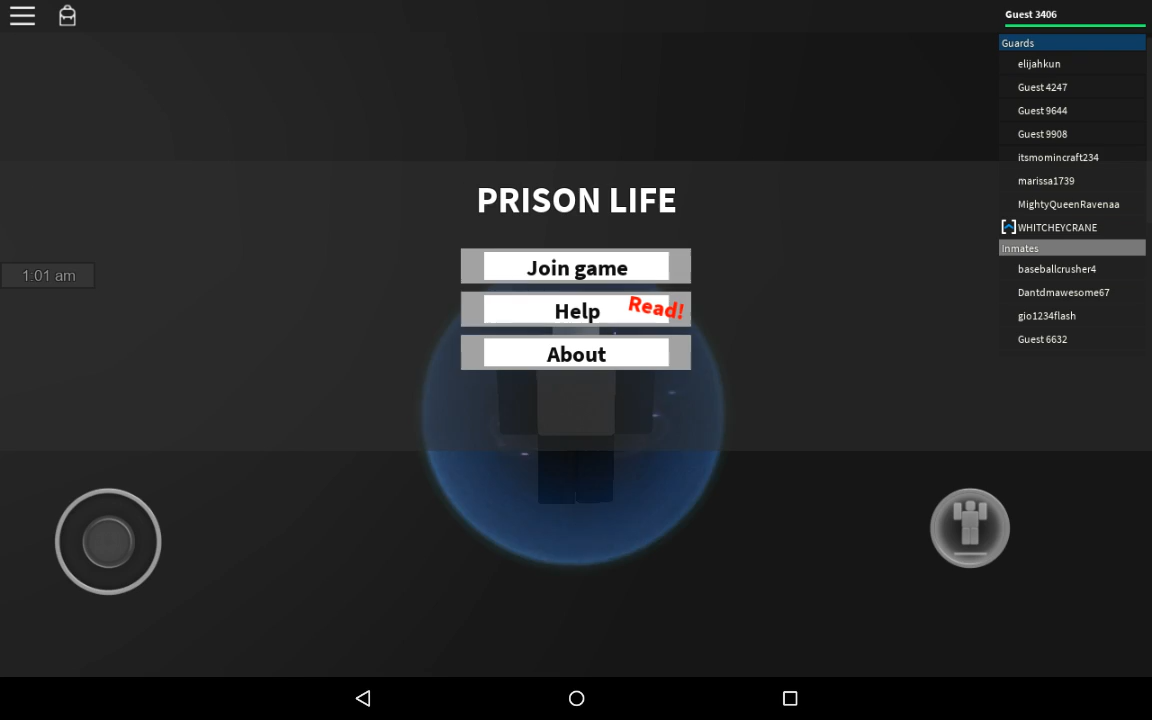 Guest 3406
Guards
elijahkun
Guest 4247
Guest 9644
Guest 9908
itsmomincraft234
marissa1739
MightyQueenRavenaa
WHITCHEYCRANE
Inmates
baseballcrusher4
Dantdmawesome67
gio1234flash
Guest 6632
PRISON LIFE
Join game
Help Read!
About
1:01 am